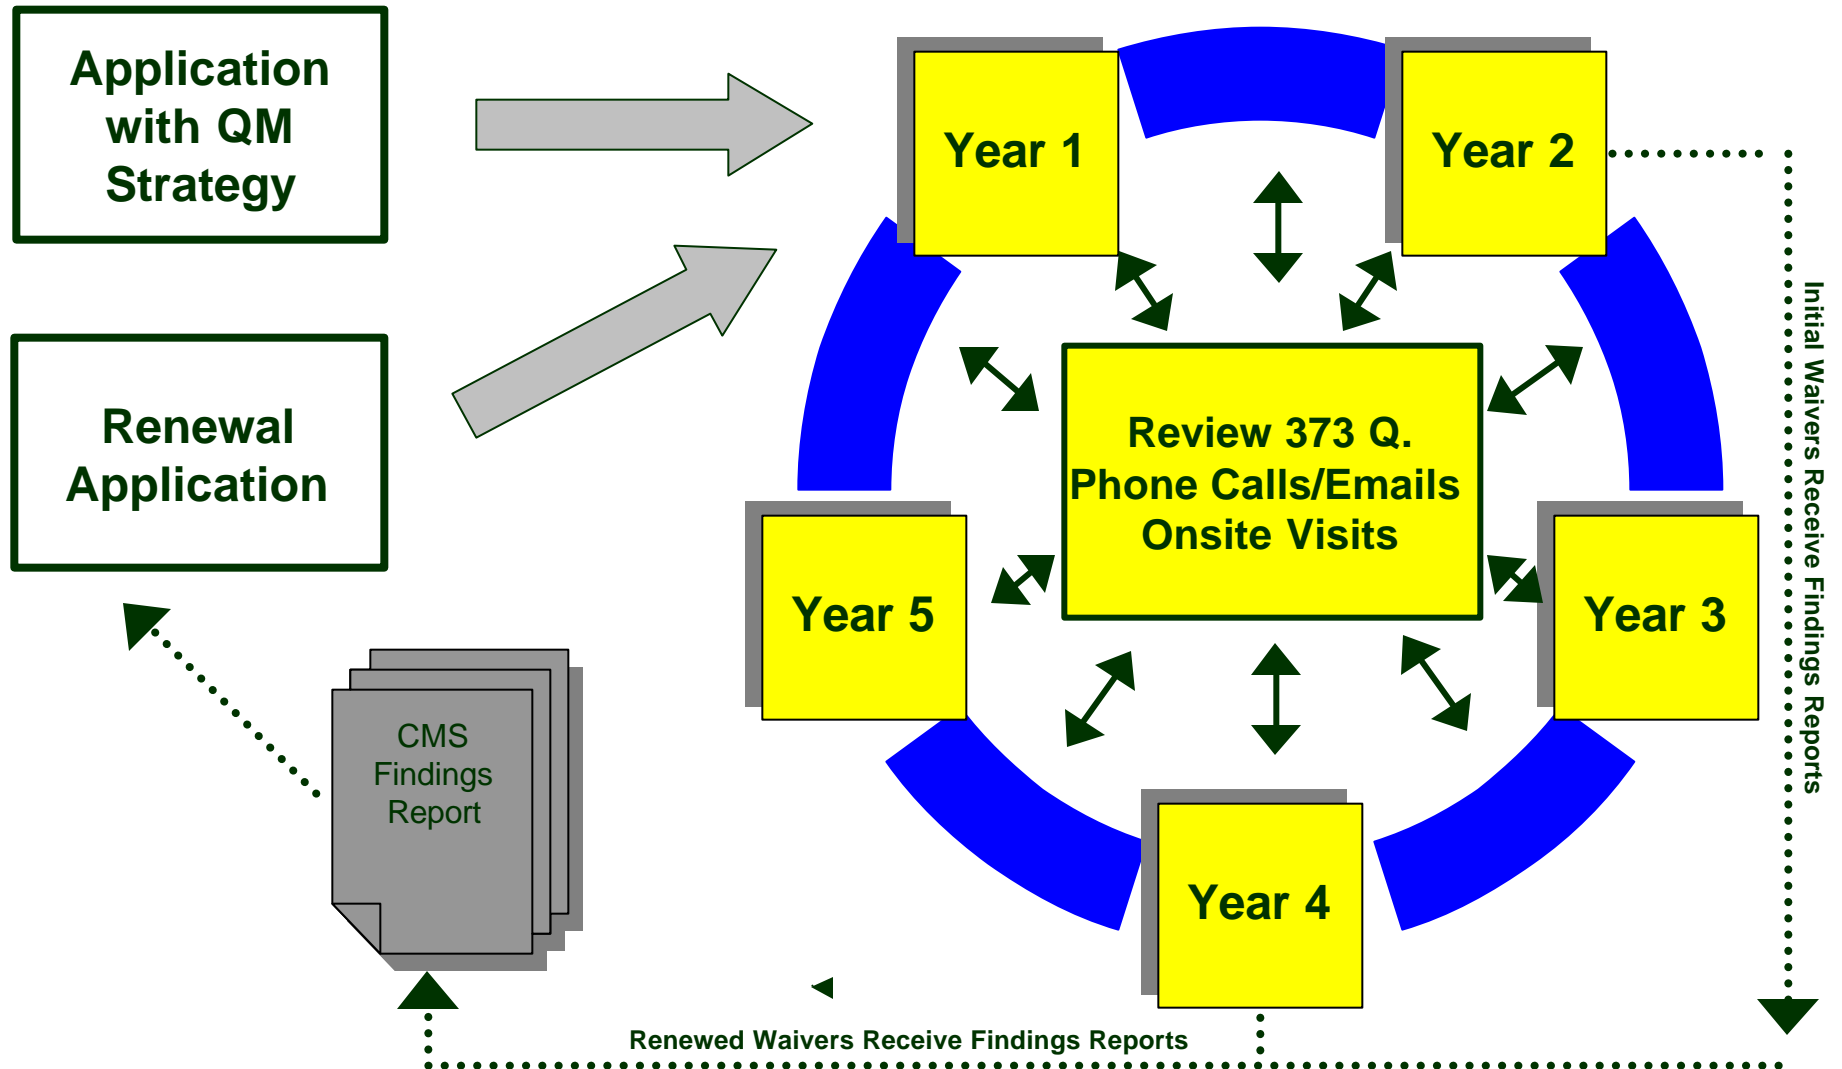 Application
with QM
Strategy
Year 1
Year 2
Renewal
Application
Review 373 Q.
Phone Calls/Emails
Onsite Visits
Initial Waivers Receive Findings Reports
Year 5
Year 3
CMS
Findings
Report
Year 4
Renewed Waivers Receive Findings Reports